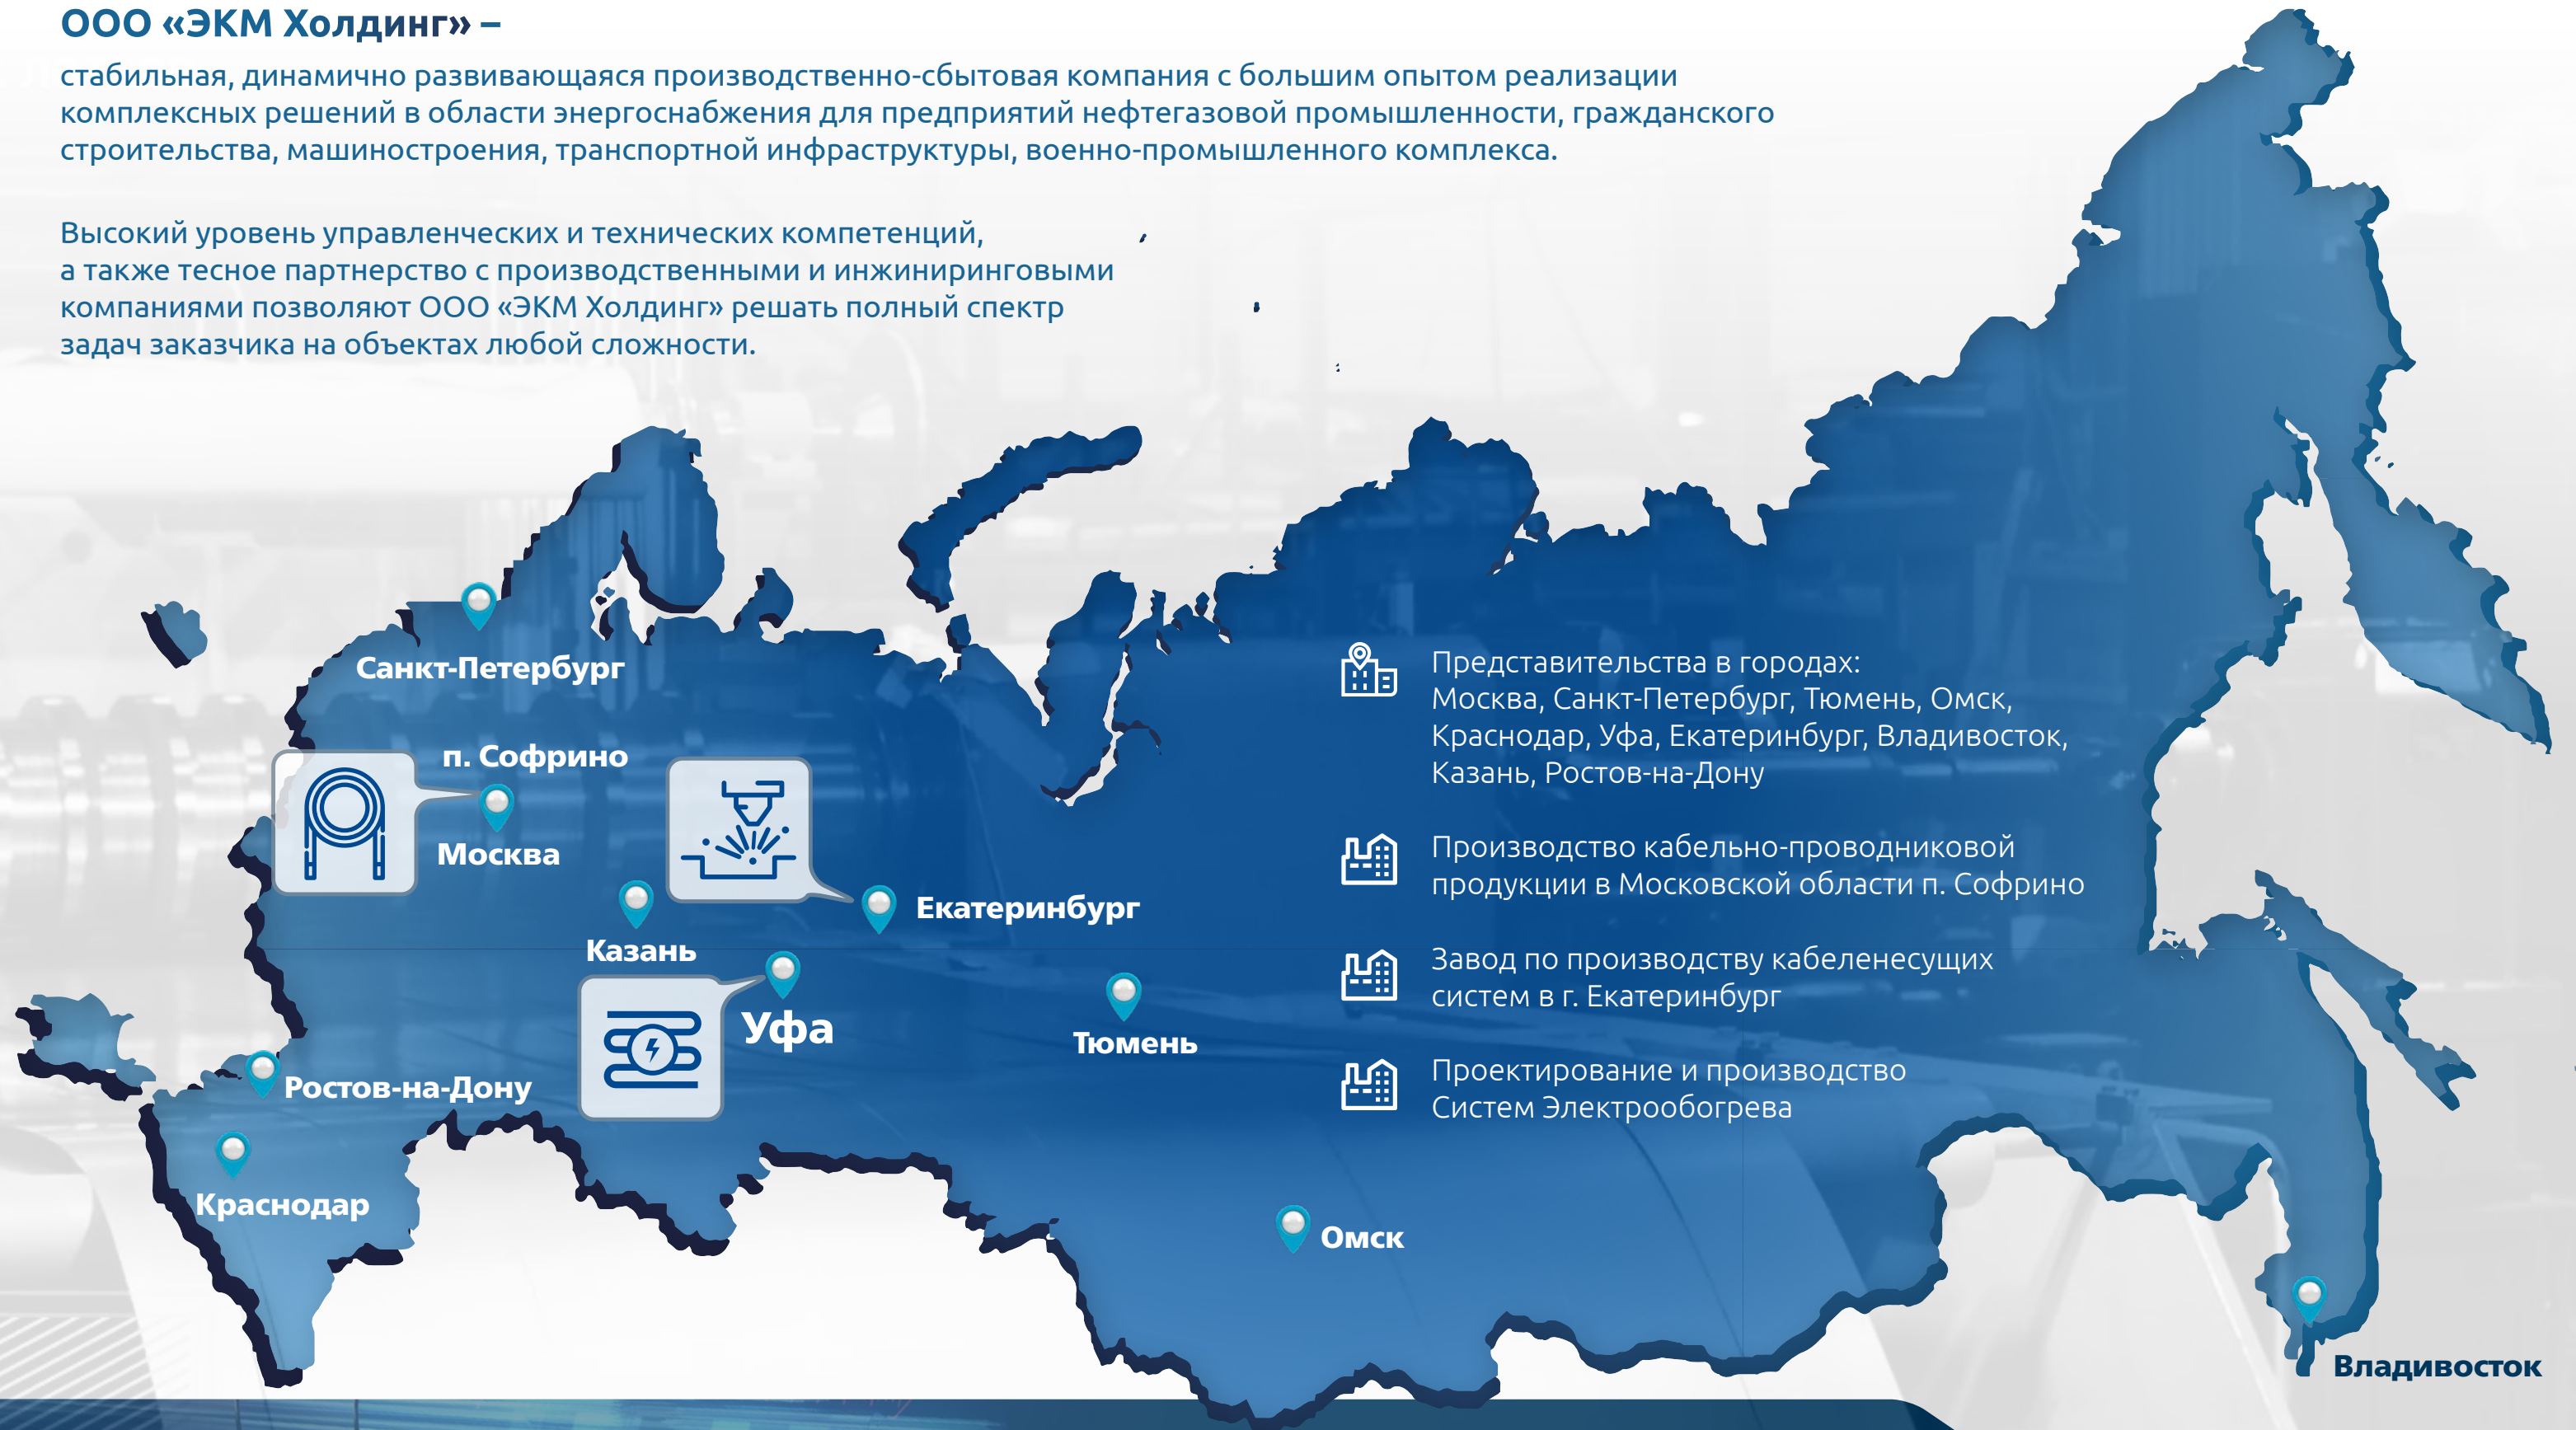 ООО «ЭКМ Холдинг» –
стабильная, динамично развивающаяся производственно-сбытовая компания с большим опытом реализации
комплексных решений в области энергоснабжения для предприятий нефтегазовой промышленности, гражданского
строительства, машиностроения, транспортной инфраструктуры, военно-промышленного комплекса.
Высокий уровень управленческих и технических компетенций,
а также тесное партнерство с производственными и инжиниринговыми
компаниями позволяют ООО «ЭКМ Холдинг» решать полный спектр
задач заказчика на объектах любой сложности.
Санкт-Петербург
п. Софрино
Москва
Казань
Екатеринбург
Уфа
Тюмень
Ростов-на-Дону
Краснодар
Омск
Владивосток
Представительства в городах:
Москва, Санкт-Петербург, Тюмень, Омск,
Краснодар, Уфа, Екатеринбург, Владивосток,
Казань, Ростов-на-Дону
Производство кабельно-проводниковой
продукции в Московской области п. Софрино
Завод по производству кабеленесущих
систем в г. Екатеринбург
Проектирование и производство
Систем Электрообогрева